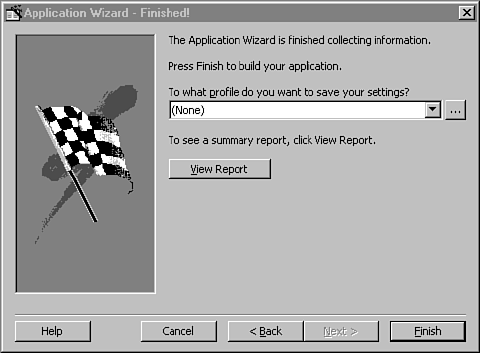 Application Wizard - Finished!
The Application Wizard is finished collecting information.
Press Finish to build your application.
To what profile do you want to save your settings?
(None)
...
To see a summary report, click View Report.
View Report
Help
Cancel
< Back
Next >
Finish